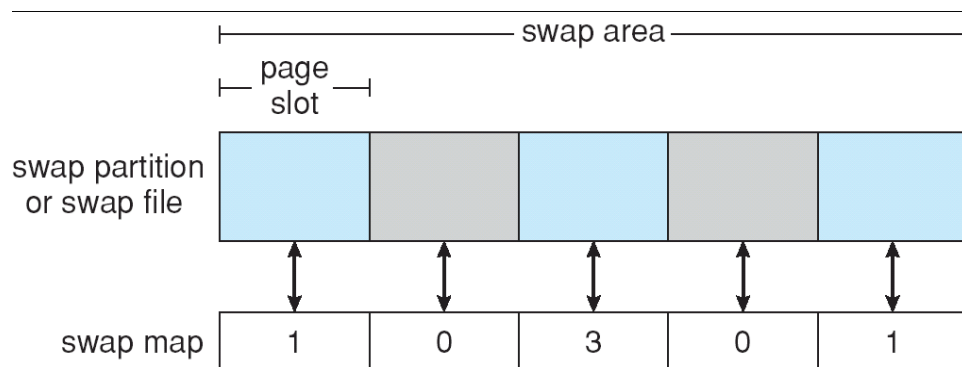 swap area
page
slot
swap partition
or swap file
swap map 1 0 3 0 1